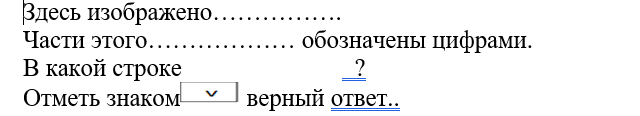 Здесь изображено…………….
Части этого……………… обозначены цифрами.
В какой строке ?
Отметь знаком ˅ верный ответ..